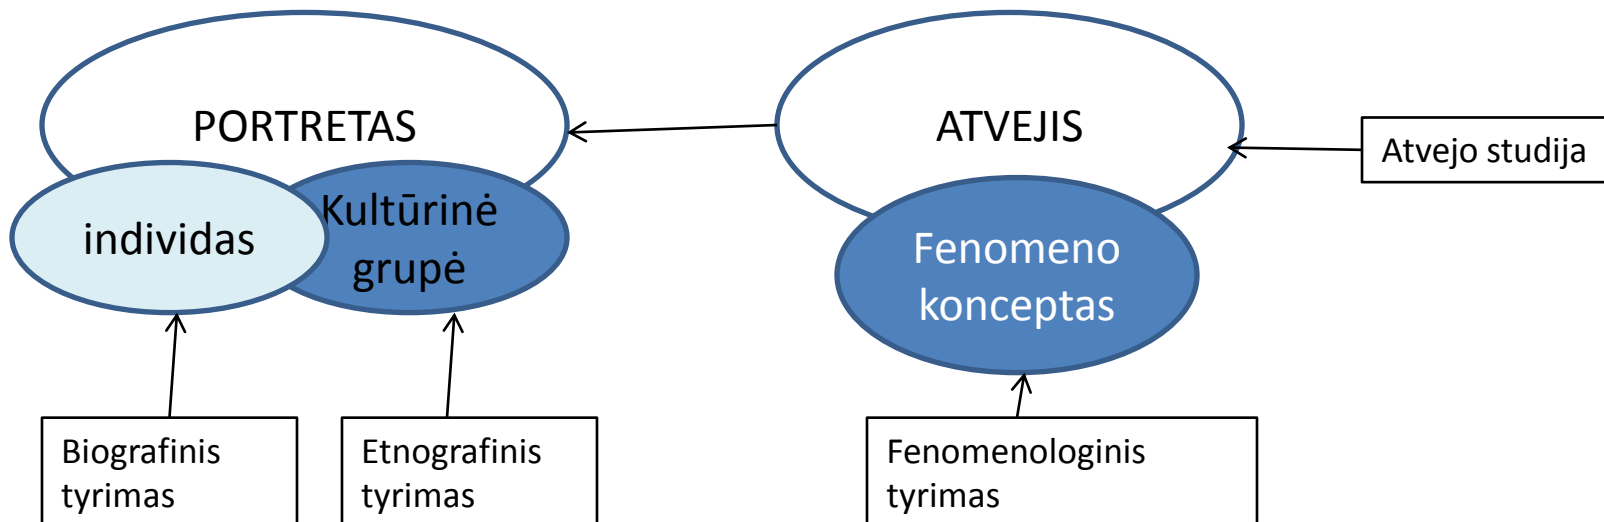 PORTRETAS
individas
Kultūrinė
grupė
ATVEJIS
Fenomeno
konceptas
Atvejo studija
Biografinis
tyrimas
Etnografinis
tyrimas
Fenomenologinis
tyrimas